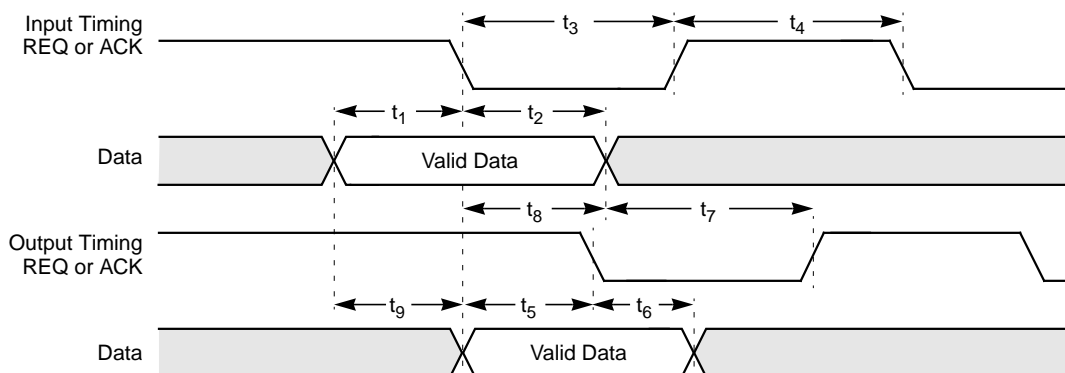 Input Timing
REQ or ACK
t3
t4
t1
t2
Data
Valid Data
t8
t7
Output Timing
REQ or ACK
t9
t5
t6
Data
Valid Data